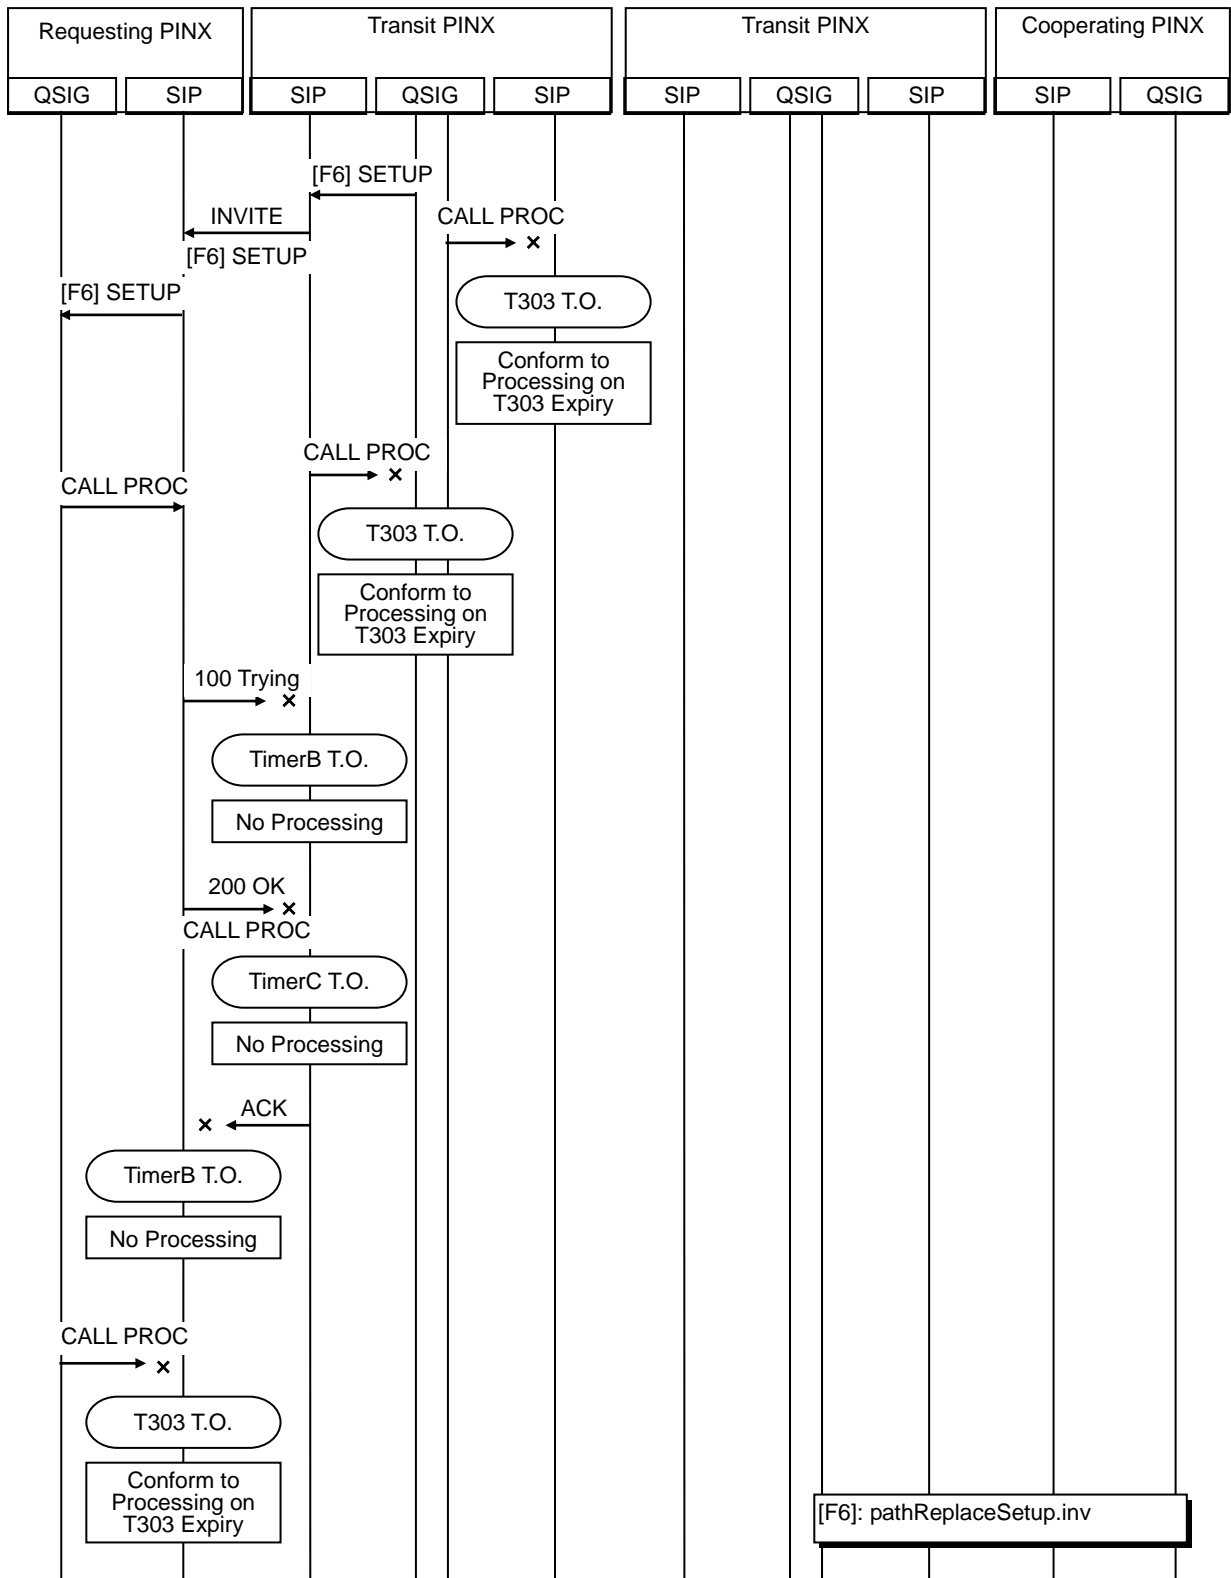 Requesting PINX
Transit PINX
Transit PINX
Cooperating PINX
QSIG
SIP
SIP
QSIG
SIP
SIP
QSIG
SIP
SIP
QSIG
[F6] SETUP
INVITE
CALL PROC
[F6] SETUP
[F6] SETUP
T303 T.O.
Conform to
Processing on
T303 Expiry
CALL PROC
CALL PROC
T303 T.O.
Conform to
Processing on
T303 Expiry
100 Trying
TimerB T.O.
No Processing
200 OK
CALL PROC
TimerC T.O.
No Processing
ACK
TimerB T.O.
No Processing
CALL PROC
T303 T.O.
Conform to
Processing on
T303 Expiry
[F6]: pathReplaceSetup.inv